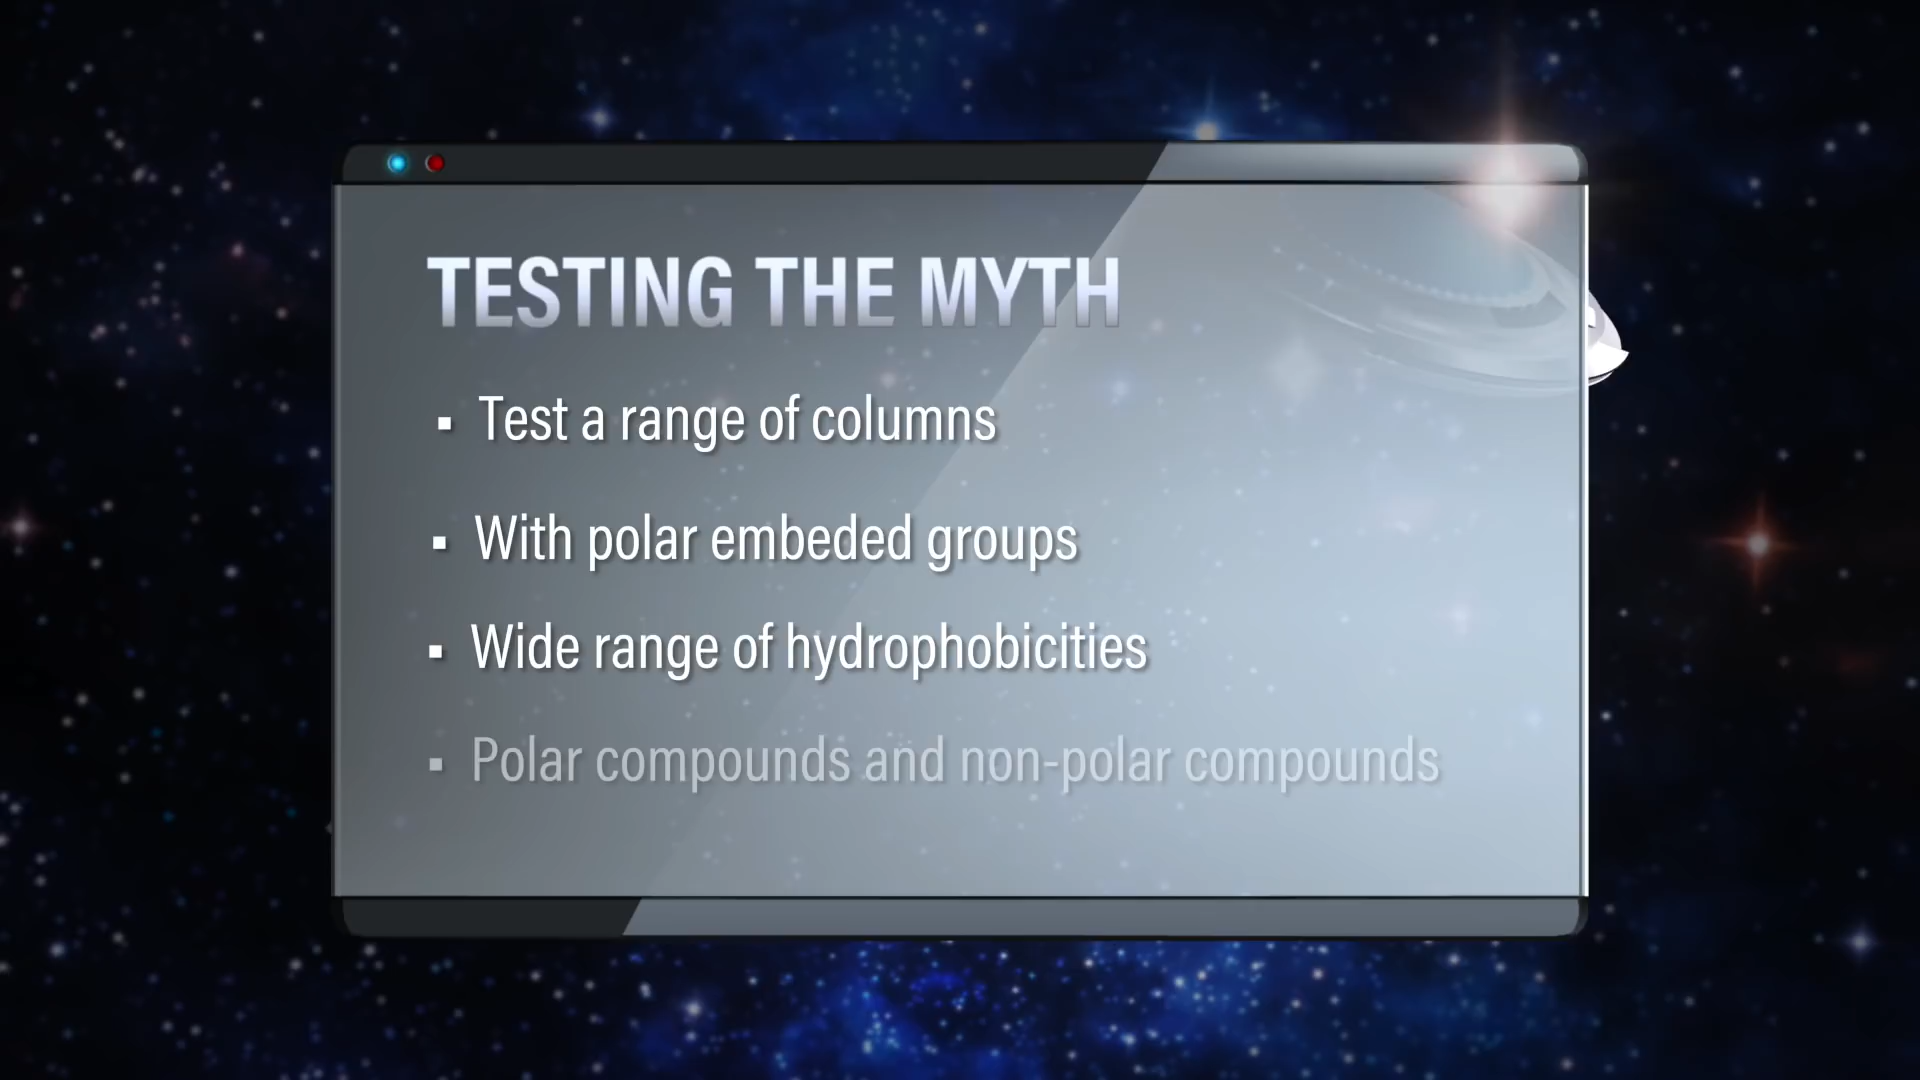 TESTING THE MYTH
▪ Test a range of columns
▪ With polar embeded groups
▪ Wide range of hydrophobicities
▪ Polar compounds and non-polar compounds